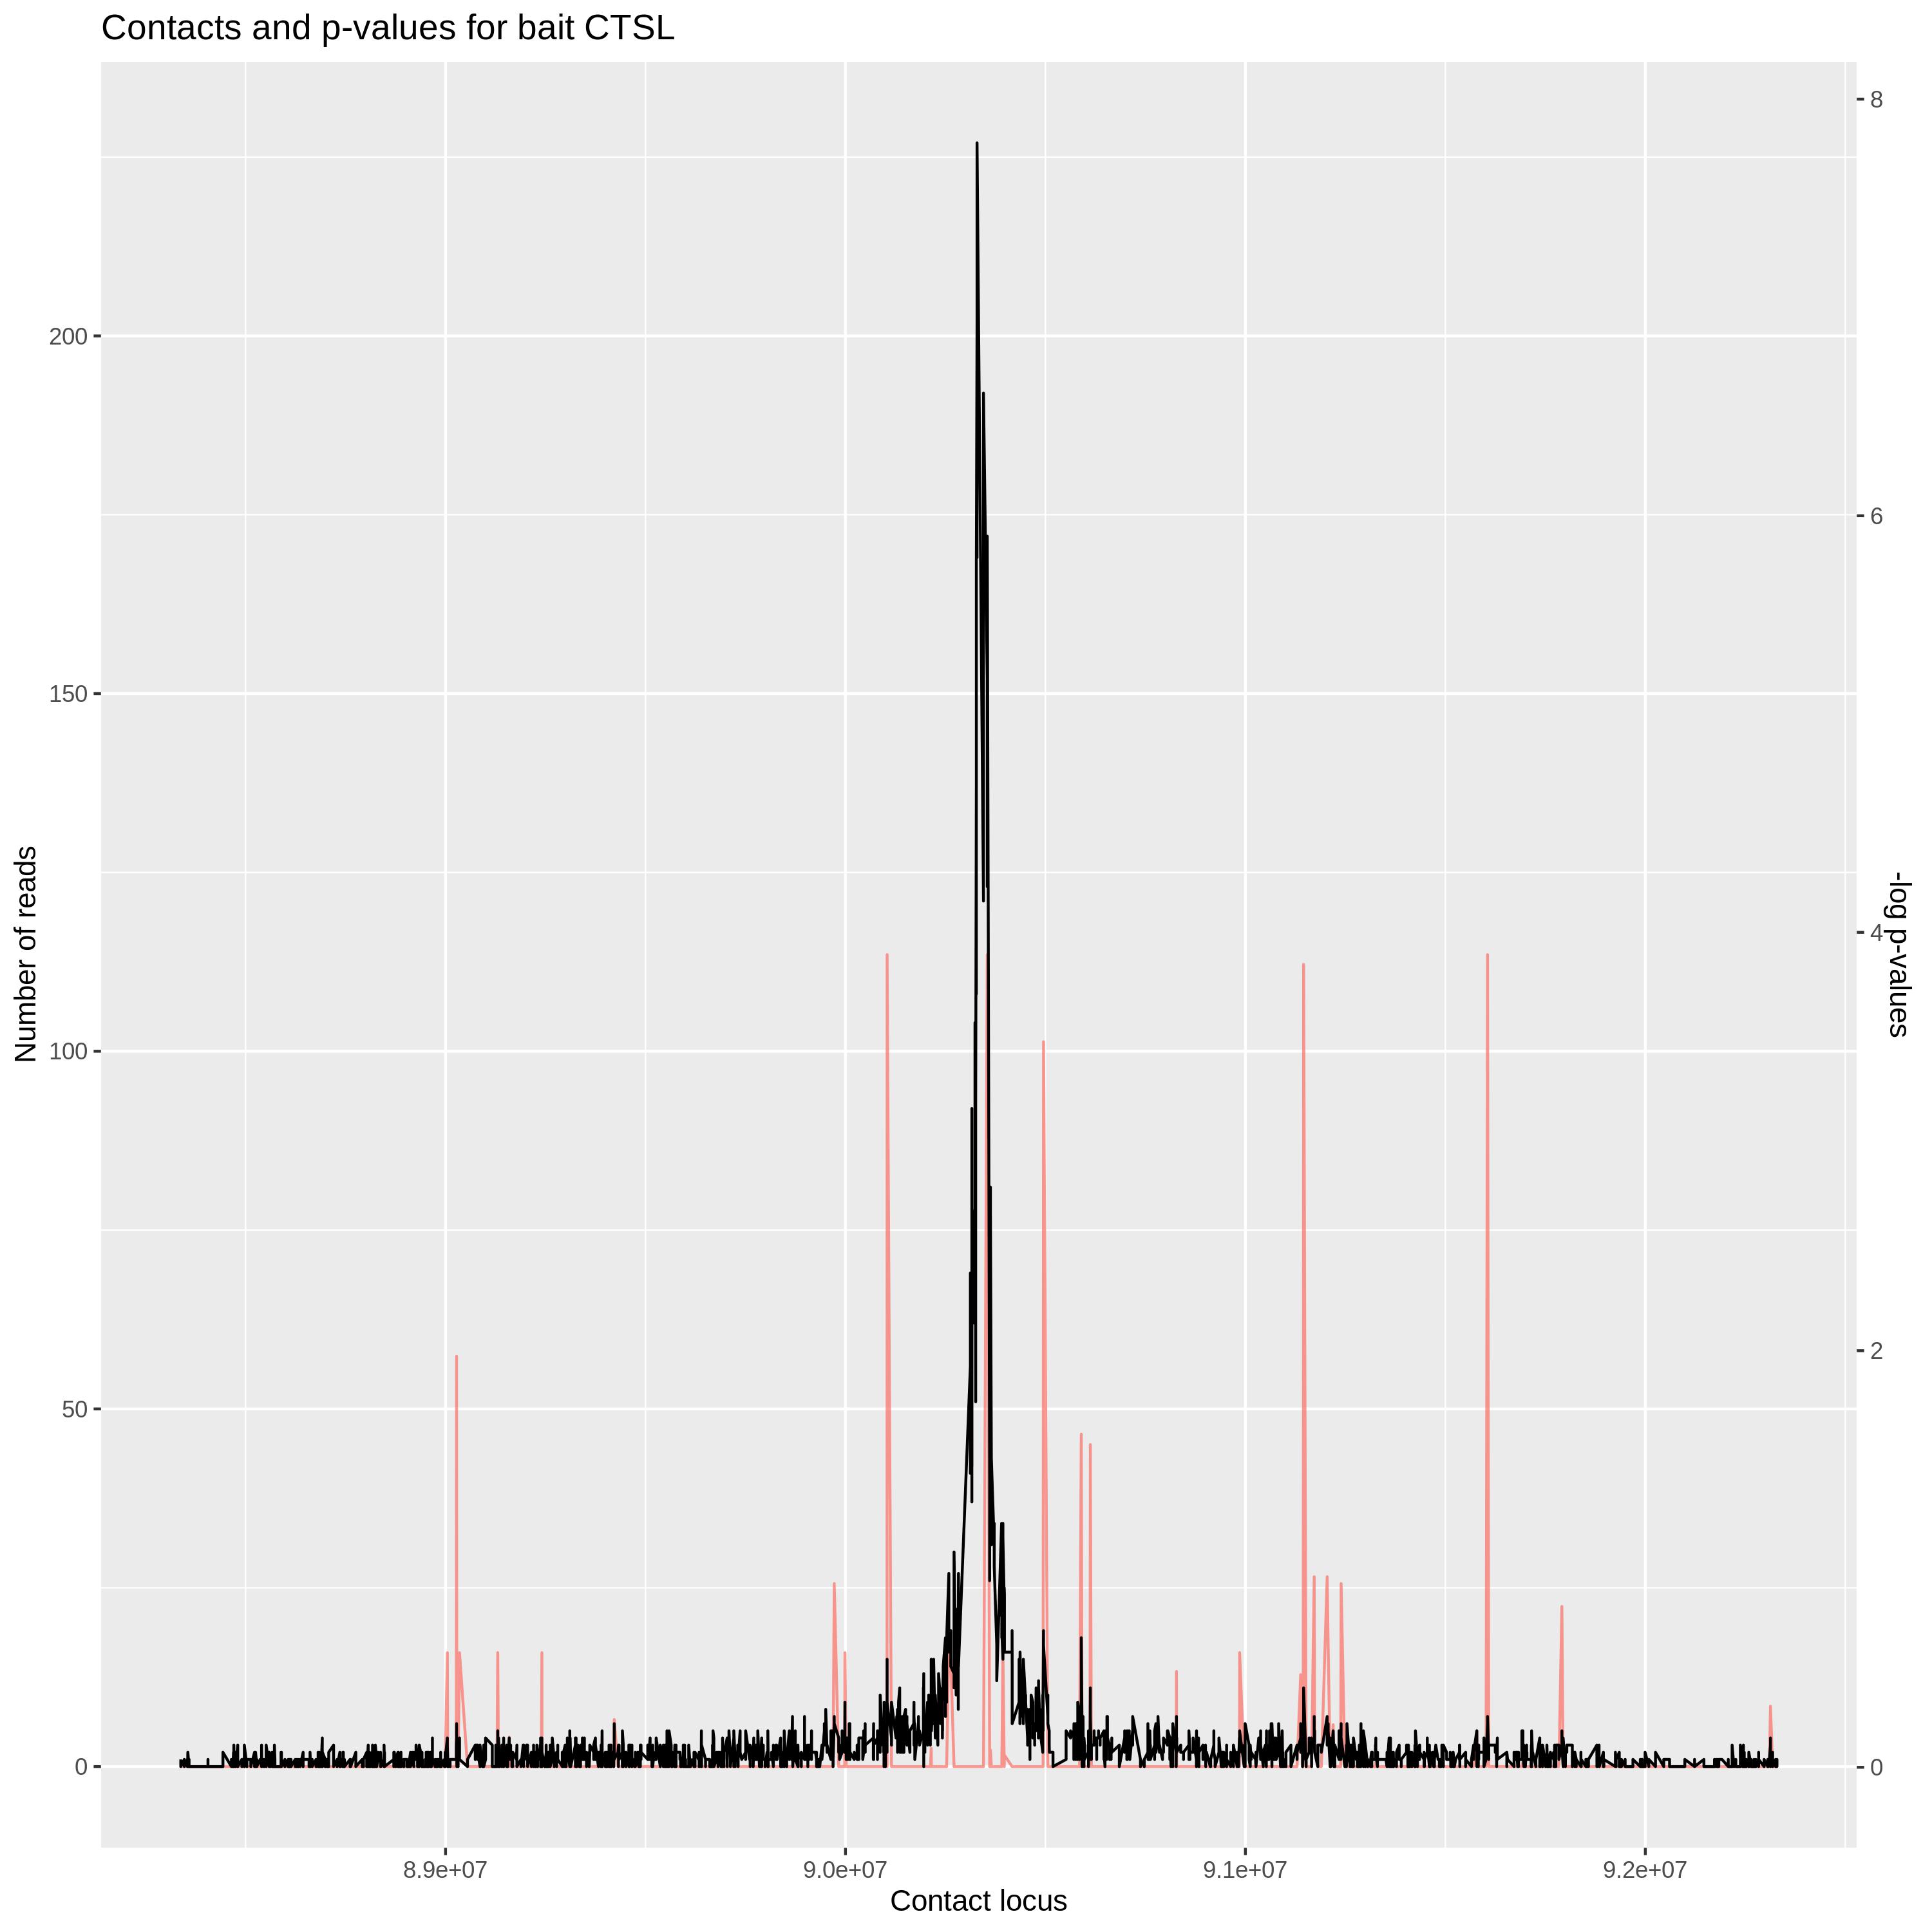 Contacts and p-values for bait CTSL
Number of reads
200
150
100
50
0
8
6
4
2
0
-log p-values
8.9e+07
9.0e+07
9.1e+07
9.2e+07
Contact locus